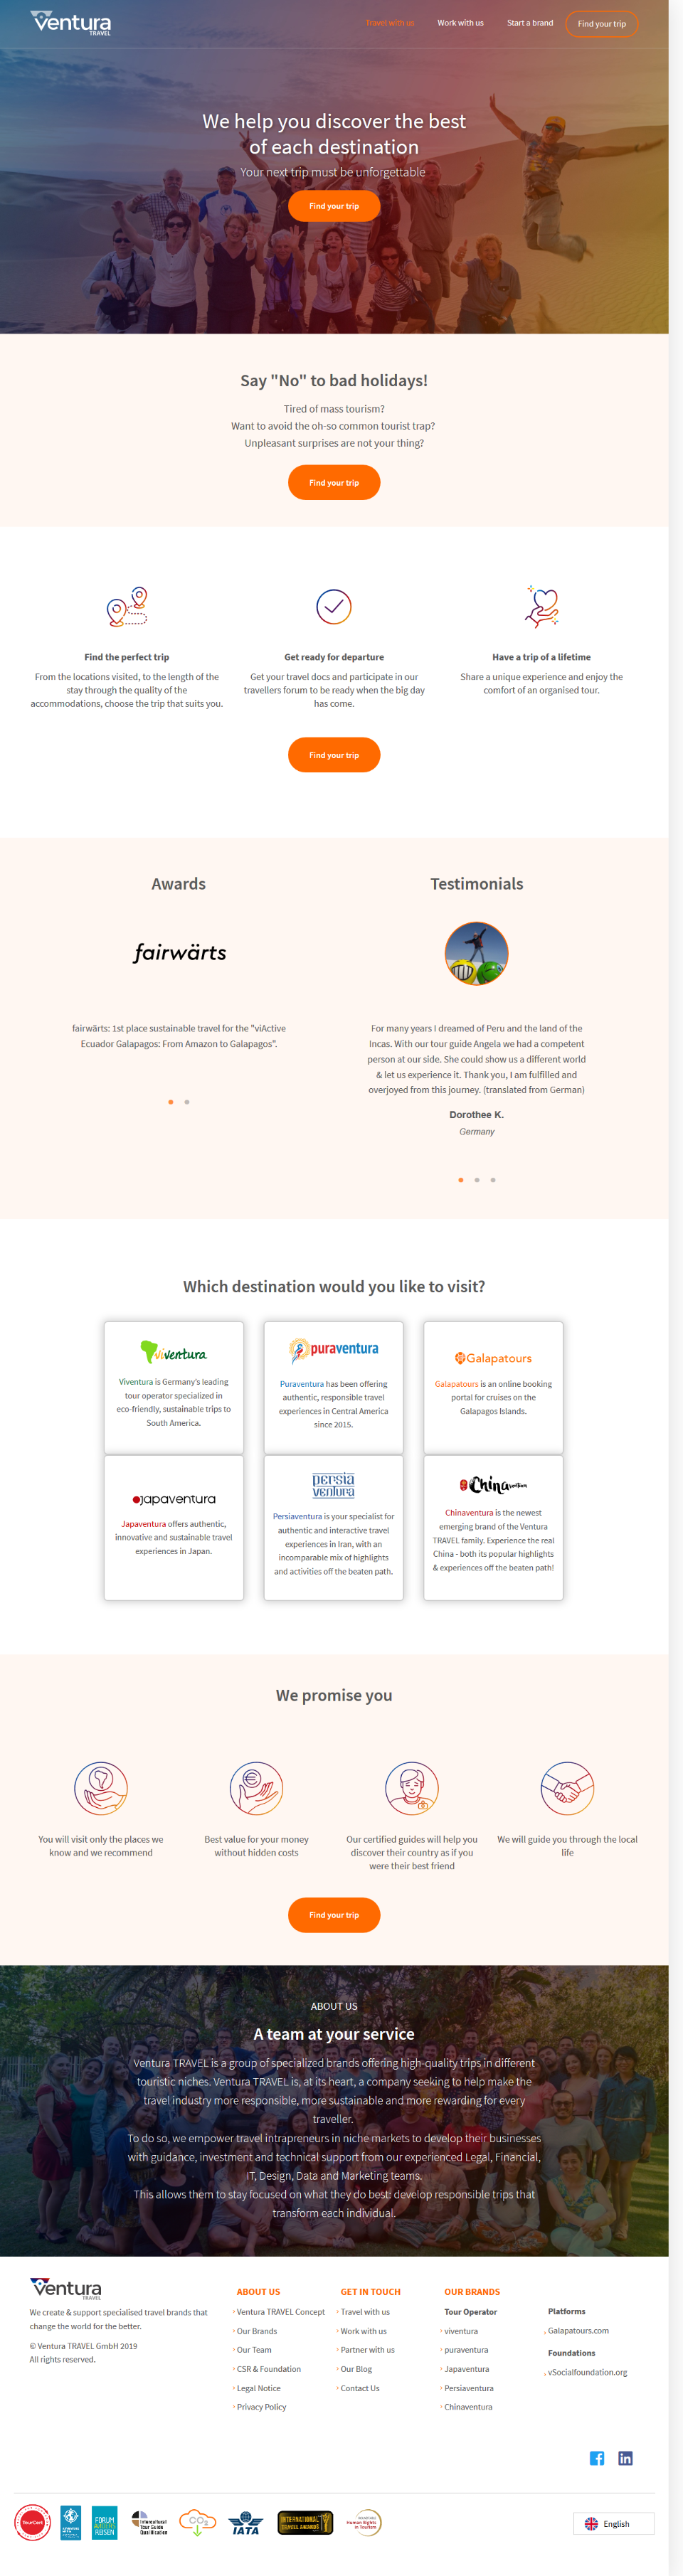 Ventura
TRAVEL
Travel with us
Work with us
Start a brand
Find your trip
We help you discover the best
of each destination
Your next trip must be unforgettable
Find your trip
Say "No" to bad holidays!
Tired of mass tourism?
Want to avoid the oh-so common tourist trap?
Unpleasant surprises are not your thing?
Find your trip
Find the perfect trip
From the locations visited, to the length of the
stay through the quality of the
accommodations, choose the trip that suits you.
Get ready for departure
Get your travel docs and participate in our
travellers forum to be ready when the big day
has come.
Have a trip of a lifetime
Share a unique experience and enjoy the
comfort of an organised tour.
Find your trip
Awards
fairwärts
fairwärts: 1st place sustainable travel for the "viActive
Ecuador Galapagos: From Amazon to Galapagos".
Testimonials
For many years I dreamed of Peru and the land of the
Incas. With our tour guide Angela we had a competent
person at our side. She could show us a different world
& let us experience it. Thank you, I am fulfilled and
overjoyed from this journey. (translated from German)
Dorothee K.
Germany
Which destination would you like to visit?
viventura
Viventura is Germany's leading
tour operator specialized in
eco-friendly, sustainable trips to
South America.
puraventura
Puraventura has been offering
authentic, responsible travel
experiences in Central America
since 2015.
Galapatours
Galapatours is an online booking
portal for cruises on the
Galapagos Islands.
japaventura
Japaventura offers authentic,
innovative and sustainable travel
experiences in Japan.
persia
ventura
Persiaventura is your specialist for
authentic and interactive travel
experiences in Iran, with an
incomparable mix of highlights
and activities off the beaten path.
China ventura
Chinaventura is the newest
emerging brand of the Ventura
TRAVEL family. Experience the real
China - both its popular highlights
& experiences off the beaten path!
We promise you
You will visit only the places we
know and we recommend
Best value for your money
without hidden costs
Our certified guides will help you
discover their country as if you
were their best friend
We will guide you through the local
life
Find your trip
ABOUT US
A team at your service
Ventura TRAVEL is a group of specialized brands offering high-quality trips in different
touristic niches. Ventura TRAVEL is, at its heart, a company seeking to help make the
travel industry more responsible, more sustainable and more rewarding for every
traveller.
To do so, we empower travel intrapreneurs in niche markets to develop their businesses
with guidance, investment and technical support from our experienced Legal, Financial,
IT, Design, Data and Marketing teams.
This allows them to stay focused on what they do best: develop responsible trips that
transform each individual.
Ventura
TRAVEL
We create & support specialised travel brands that
change the world for the better.
© Ventura TRAVEL GmbH 2019
All rights reserved.
ABOUT US
Ventura TRAVEL Concept
Our Brands
Our Team
CSR & Foundation
Legal Notice
Privacy Policy
GET IN TOUCH
Travel with us
Work with us
Partner with us
Our Blog
Contact Us
OUR BRANDS
Tour Operator
viventura
puraventura
Japaventura
Persiaventura
Chinaventura
Platforms
Galapatours.com
Foundations
vSocialfoundation.org
TourCert
FORUM
ANDERS
REISEN
Intercultural
Tour Guide
Qualification
CO2
IATA
INTERNATIONAL
TRAVEL AWARDS
Human Rights
in Tourism
English